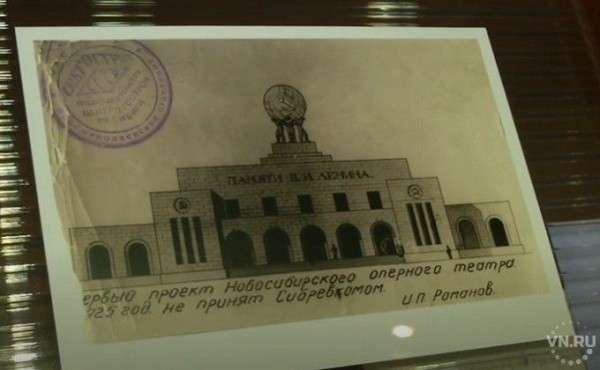 ПАМЯТИ В.И. ЛЕНИНА.
ервый проект Новосибирского оперного театра
925 год. не принят Сибревкомом.
И.П. Романов.
VN.RU